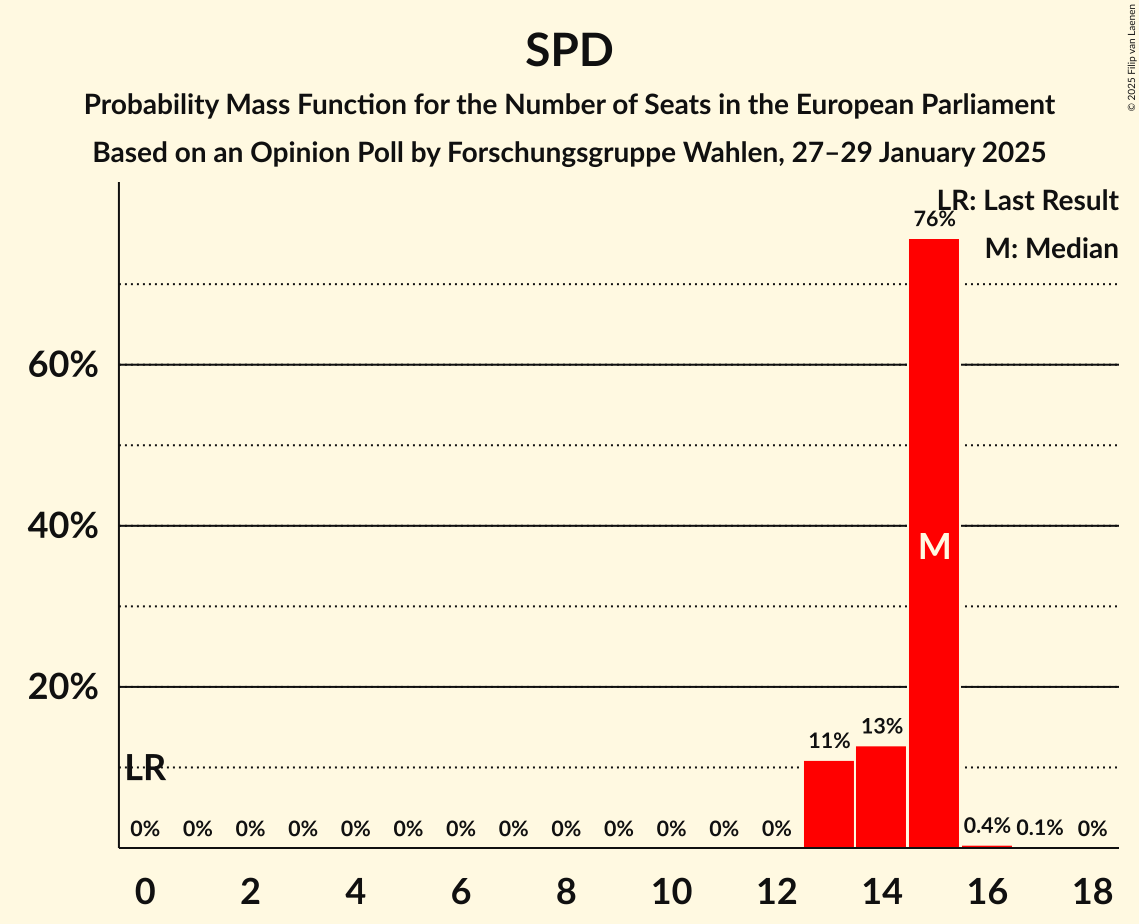 SPD
Probability Mass Function for the Number of Seats in the European Parliament
Based on an Opinion Poll by Forschungsgruppe Wahlen, 27–29 January 2025
© 2025 Filip van Laenen
LR: Last Result
M: Median
76%
60%
40%
M
20%
LR
11%
13%
0% 0% 0% 0% 0% 0% 0% 0% 0% 0% 0% 0% 0% 0.4% 0.1% 0%
0 2 4 6 8 10 12 14 16 18